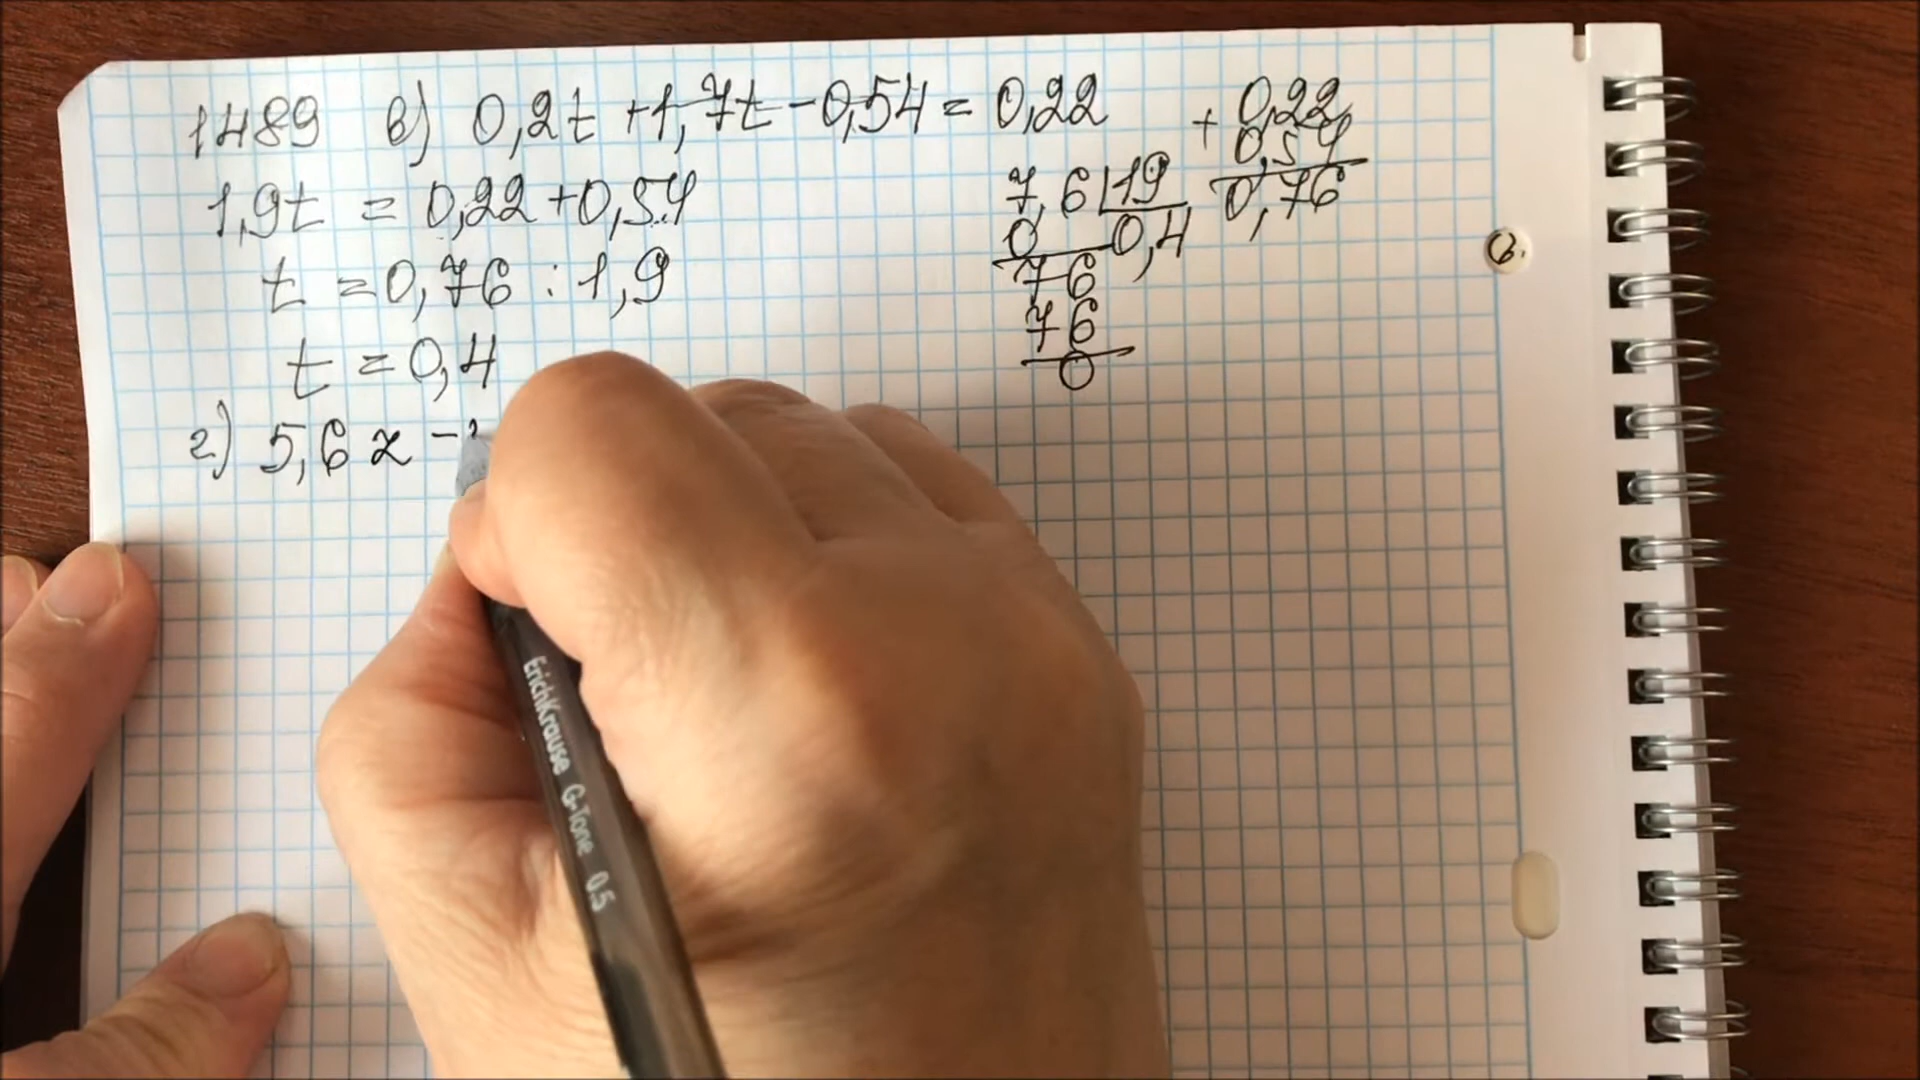 1489 в) 0,2t + 1,7t - 0,54 = 0,22
1,9t = 0,22 + 0,54
t = 0,76 : 1,9
t = 0,4
г) 5,6z -
7,6 | 19
0 0,4
76
76
0
+ 0,22
0,54
0,76
ErichKrause G-Tone 0.5